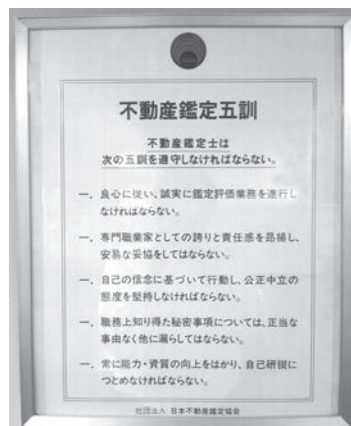 不動産鑑定五訓
不動産鑑定士は
次の五訓を遵守しなければならない。
一、良心に従い、誠実に鑑定評価業務を遂行し
なければならない。
一、専門職業家としての誇りと責任感を昂揚し、
安易な妥協をしてはならない。
一、自己の信念に基づいて行動し、公正中立の
態度を堅持しなければならない。
一、職務上知り得た秘密事項については、正当な
事由なく他に漏らしてはならない。
一、常に能力・資質の向上をはかり、自己研鑽に
つとめなければならない。
社団法人 日本不動産鑑定協会